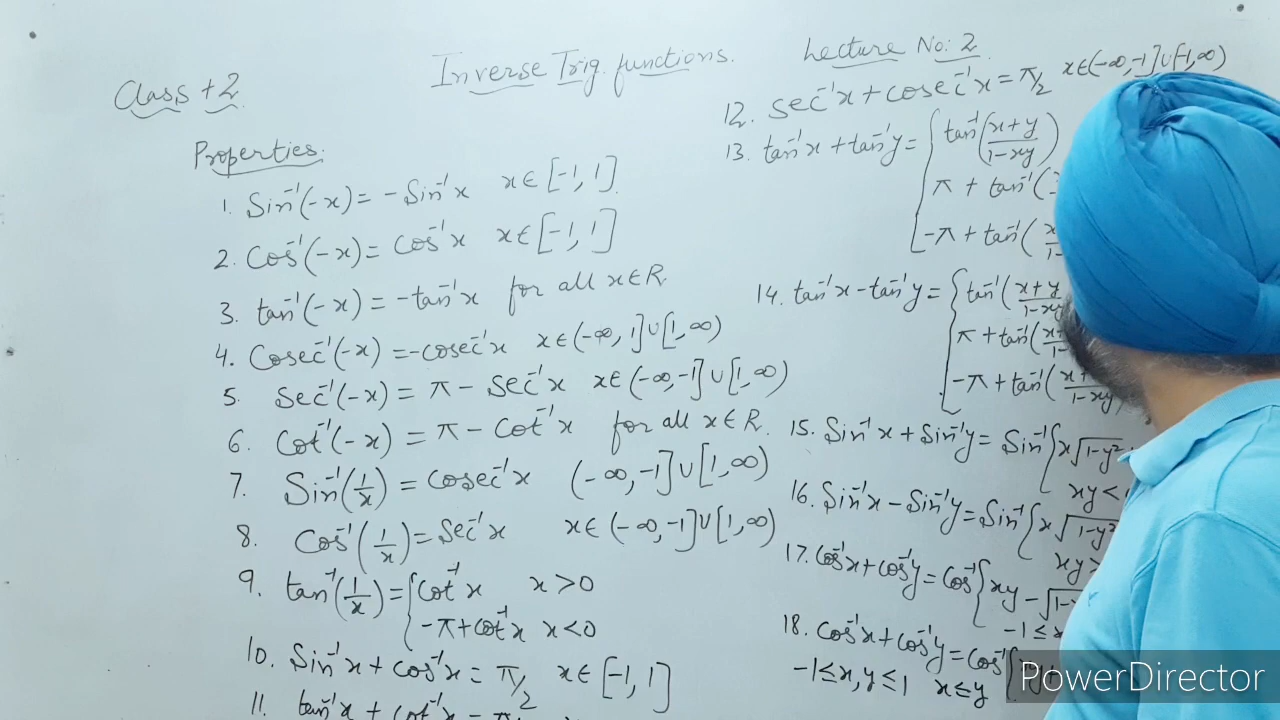 Inverse Trig. functions.
Lecture No: 2
Class +2
Properties.
1. Sin⁻¹(-x) = -Sin⁻¹x x∈[-1, 1].
2. Cos⁻¹(-x) = Cos⁻¹x x∈[-1, 1]
3. tan⁻¹(-x) = -tan⁻¹x for all x∈R.
4. Cosec⁻¹(-x) = -cosec⁻¹x x∈(-∞, 1]∪[1, ∞)
5. Sec⁻¹(-x) = π - Sec⁻¹x x∈(-∞, -1]∪[1, ∞)
6. Cot⁻¹(-x) = π - Cot⁻¹x for all x∈R.
7. Sin⁻¹(1/x) = Cosec⁻¹x (-∞, -1]∪[1, ∞)
8. Cos⁻¹(1/x) = Sec⁻¹x x∈(-∞, -1]∪[1, ∞)
9. tan⁻¹(1/x) = { Cot⁻¹x x>0
-π+Cot⁻¹x x<0
10. Sin⁻¹x + Cos⁻¹x = π/2 x∈[-1, 1]
11. tan⁻¹x + Cot⁻¹x = π
12. Sec⁻¹x + Cosec⁻¹x = π/2 x∈(-∞, -1]∪[-1, ∞)
13. tan⁻¹x + tan⁻¹y = { tan⁻¹(x+y/1-xy)
π + tan⁻¹(
-π + tan⁻¹(x/1-
14. tan⁻¹x - tan⁻¹y = { tan⁻¹(x+y/1-xy
π + tan⁻¹(x+/1-
-π + tan⁻¹(x+/1-xy)
15. Sin⁻¹x + Sin⁻¹y = Sin⁻¹{ x√1-y²
xy<
16. Sin⁻¹x - Sin⁻¹y = Sin⁻¹{ x√1-y²
xy>
17. Cos⁻¹x + Cos⁻¹y = Cos⁻¹{ xy - √1-
-1≤x
18. Cos⁻¹x + Cos⁻¹y = Cos⁻¹{
-1≤x, y≤1 x≤y
PowerDirector